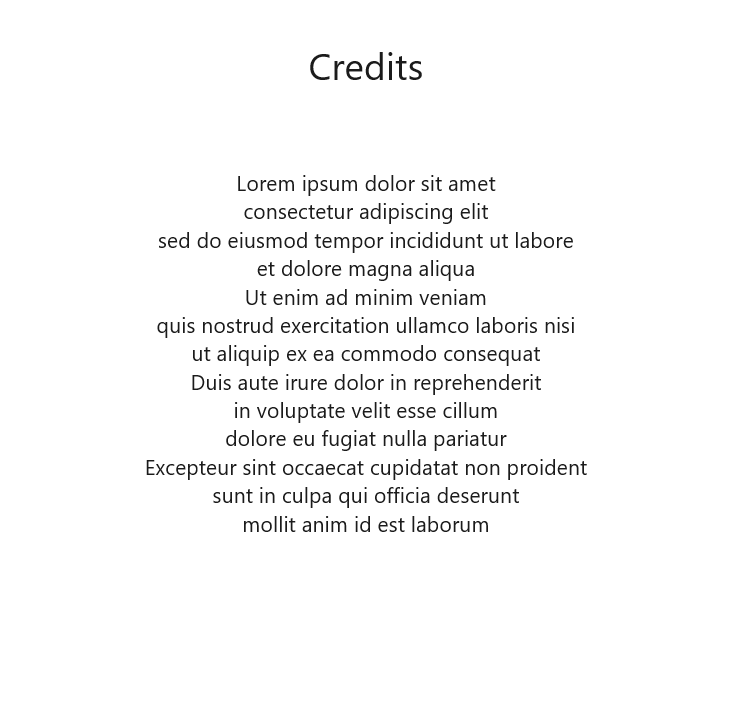 Credits
Lorem ipsum dolor sit amet
consectetur adipiscing elit
sed do eiusmod tempor incididunt ut labore
et dolore magna aliqua
Ut enim ad minim veniam
quis nostrud exercitation ullamco laboris nisi
ut aliquip ex ea commodo consequat
Duis aute irure dolor in reprehenderit
in voluptate velit esse cillum
dolore eu fugiat nulla pariatur
Excepteur sint occaecat cupidatat non proident
sunt in culpa qui officia deserunt
mollit anim id est laborum